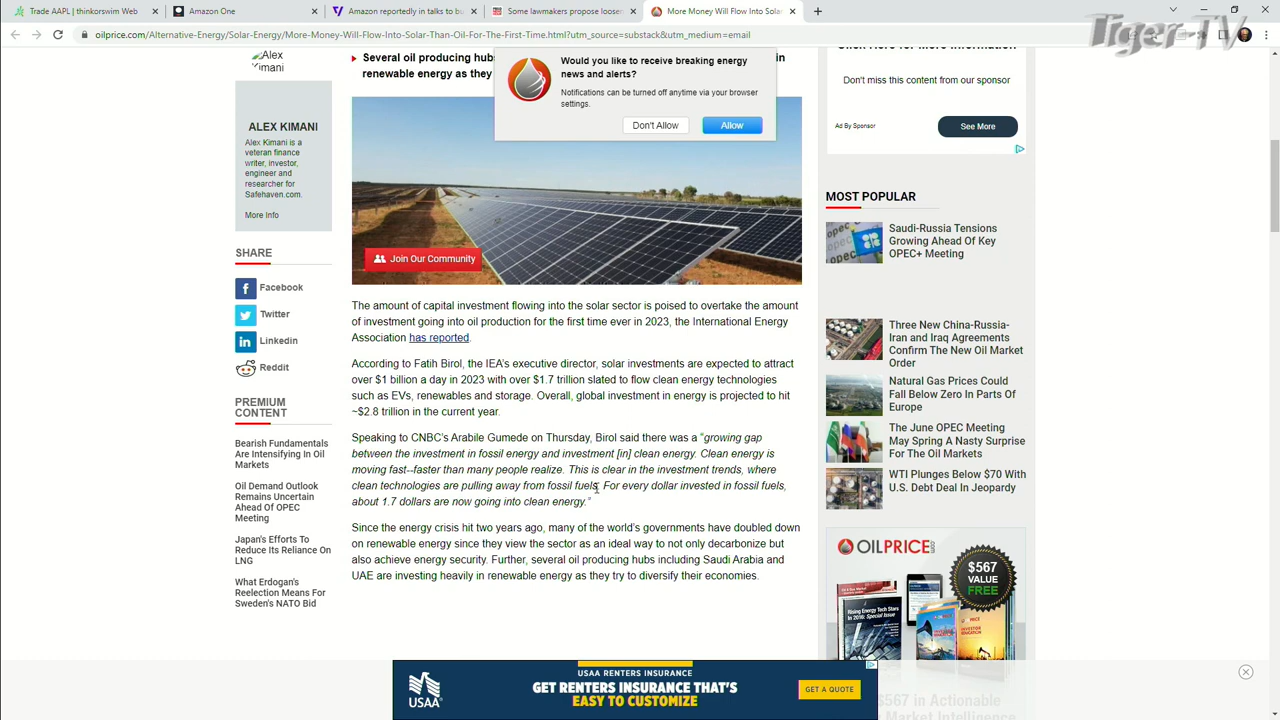 Trade AAPL | thinkorswim Web
Amazon One
Amazon reportedly in talks to bu
Some lawmakers propose loosen
More Money Will Flow Into Solar
oilprice.com/Alternative-Energy/Solar-Energy/More-Money-Will-Flow-Into-Solar-Than-Oil-For-The-First-Time.html?utm_source=substack&utm_medium=email
Tiger-TV
Alex
Kimani
ALEX KIMANI
Alex Kimani is a
veteran finance
writer, investor,
engineer and
researcher for
Safehaven.com.
More Info
SHARE
Facebook
Twitter
Linkedin
Reddit
PREMIUM
CONTENT
Bearish Fundamentals
Are Intensifying In Oil
Markets
Oil Demand Outlook
Remains Uncertain
Ahead Of OPEC
Meeting
Japan's Efforts To
Reduce Its Reliance On
LNG
What Erdogan's
Reelection Means For
Sweden's NATO Bid
Several oil producing hubs in
renewable energy as they
Would you like to receive breaking energy
news and alerts?
Notifications can be turned off anytime via your browser
settings.
Don't Allow
Allow
Join Our Community
The amount of capital investment flowing into the solar sector is poised to overtake the amount
of investment going into oil production for the first time ever in 2023, the International Energy
Association has reported.
According to Fatih Birol, the IEA's executive director, solar investments are expected to attract
over $1 billion a day in 2023 with over $1.7 trillion slated to flow clean energy technologies
such as EVs, renewables and storage. Overall, global investment in energy is projected to hit
~$2.8 trillion in the current year.
Speaking to CNBC's Arabile Gumede on Thursday, Birol said there was a "growing gap
between the investment in fossil energy and investment [in] clean energy. Clean energy is
moving fast--faster than many people realize. This is clear in the investment trends, where
clean technologies are pulling away from fossil fuels. For every dollar invested in fossil fuels,
about 1.7 dollars are now going into clean energy."
Since the energy crisis hit two years ago, many of the world's governments have doubled down
on renewable energy since they view the sector as an ideal way to not only decarbonize but
also achieve energy security. Further, several oil producing hubs including Saudi Arabia and
UAE are investing heavily in renewable energy as they try to diversify their economies.
Click Here for More Information
Don't miss this content from our sponsor
Ad By Sponsor
See More
MOST POPULAR
opec
Saudi-Russia Tensions
Growing Ahead Of Key
OPEC+ Meeting
Three New China-Russia-
Iran and Iraq Agreements
Confirm The New Oil Market
Order
Natural Gas Prices Could
Fall Below Zero In Parts Of
Europe
The June OPEC Meeting
May Spring A Nasty Surprise
For The Oil Markets
WTI Plunges Below $70 With
U.S. Debt Deal In Jeopardy
OILPRICE.COM
$567
VALUE
FREE
Rising Energy Tech Stars
In 2016: Special Issue
$567 in Actionable
Market Intelligence
USAA
USAA RENTERS INSURANCE
GET RENTERS INSURANCE THAT'S
EASY TO CUSTOMIZE
GET A QUOTE